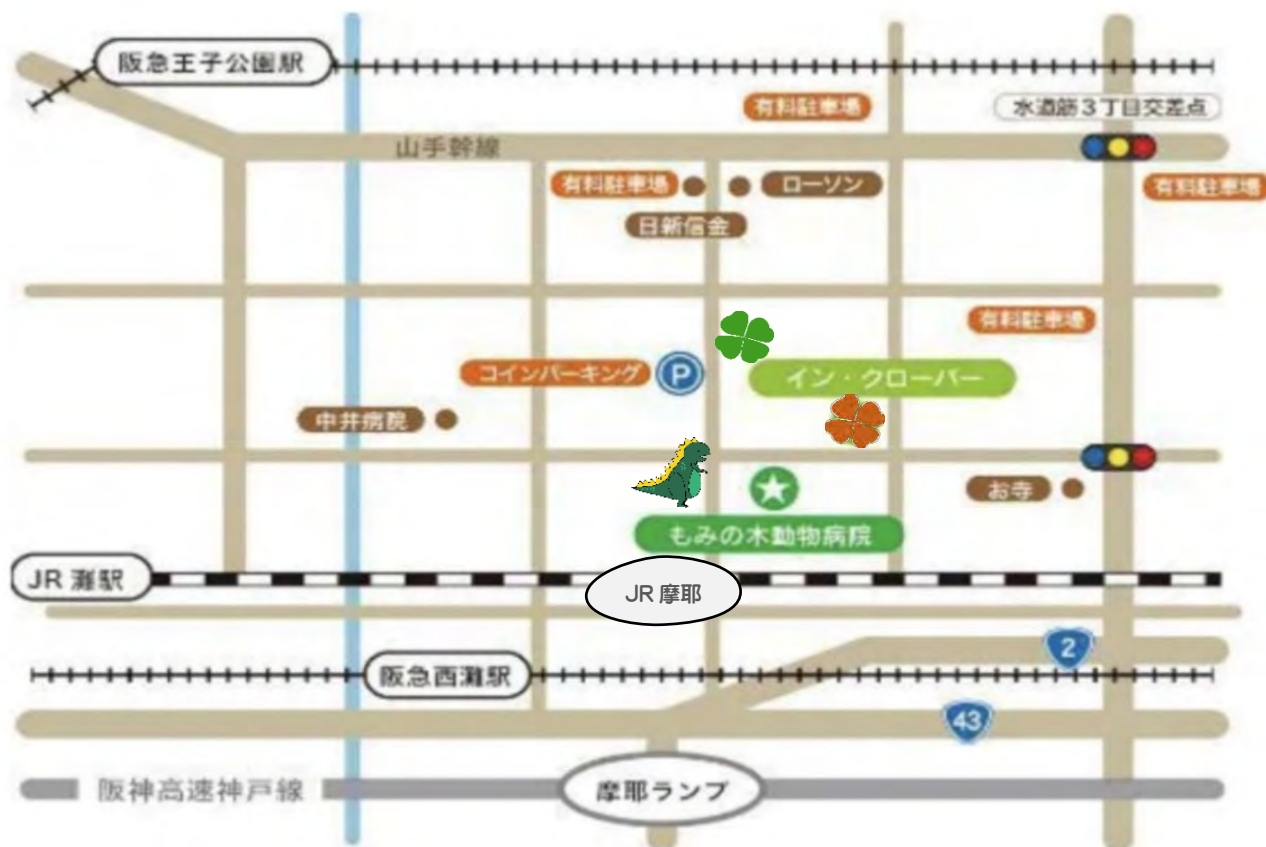 阪急王子公園駅
有料駐車場
水道筋3丁目交差点
山手幹線
有料駐車場
ローソン
有料駐車場
日新信金
有料駐車場
コインパーキング
P
イン・クローバー
中井病院
お寺
もみの木動物病院
JR 灘駅
JR 摩耶
2
阪急西灘駅
43
阪神高速神戸線
摩耶ランプ